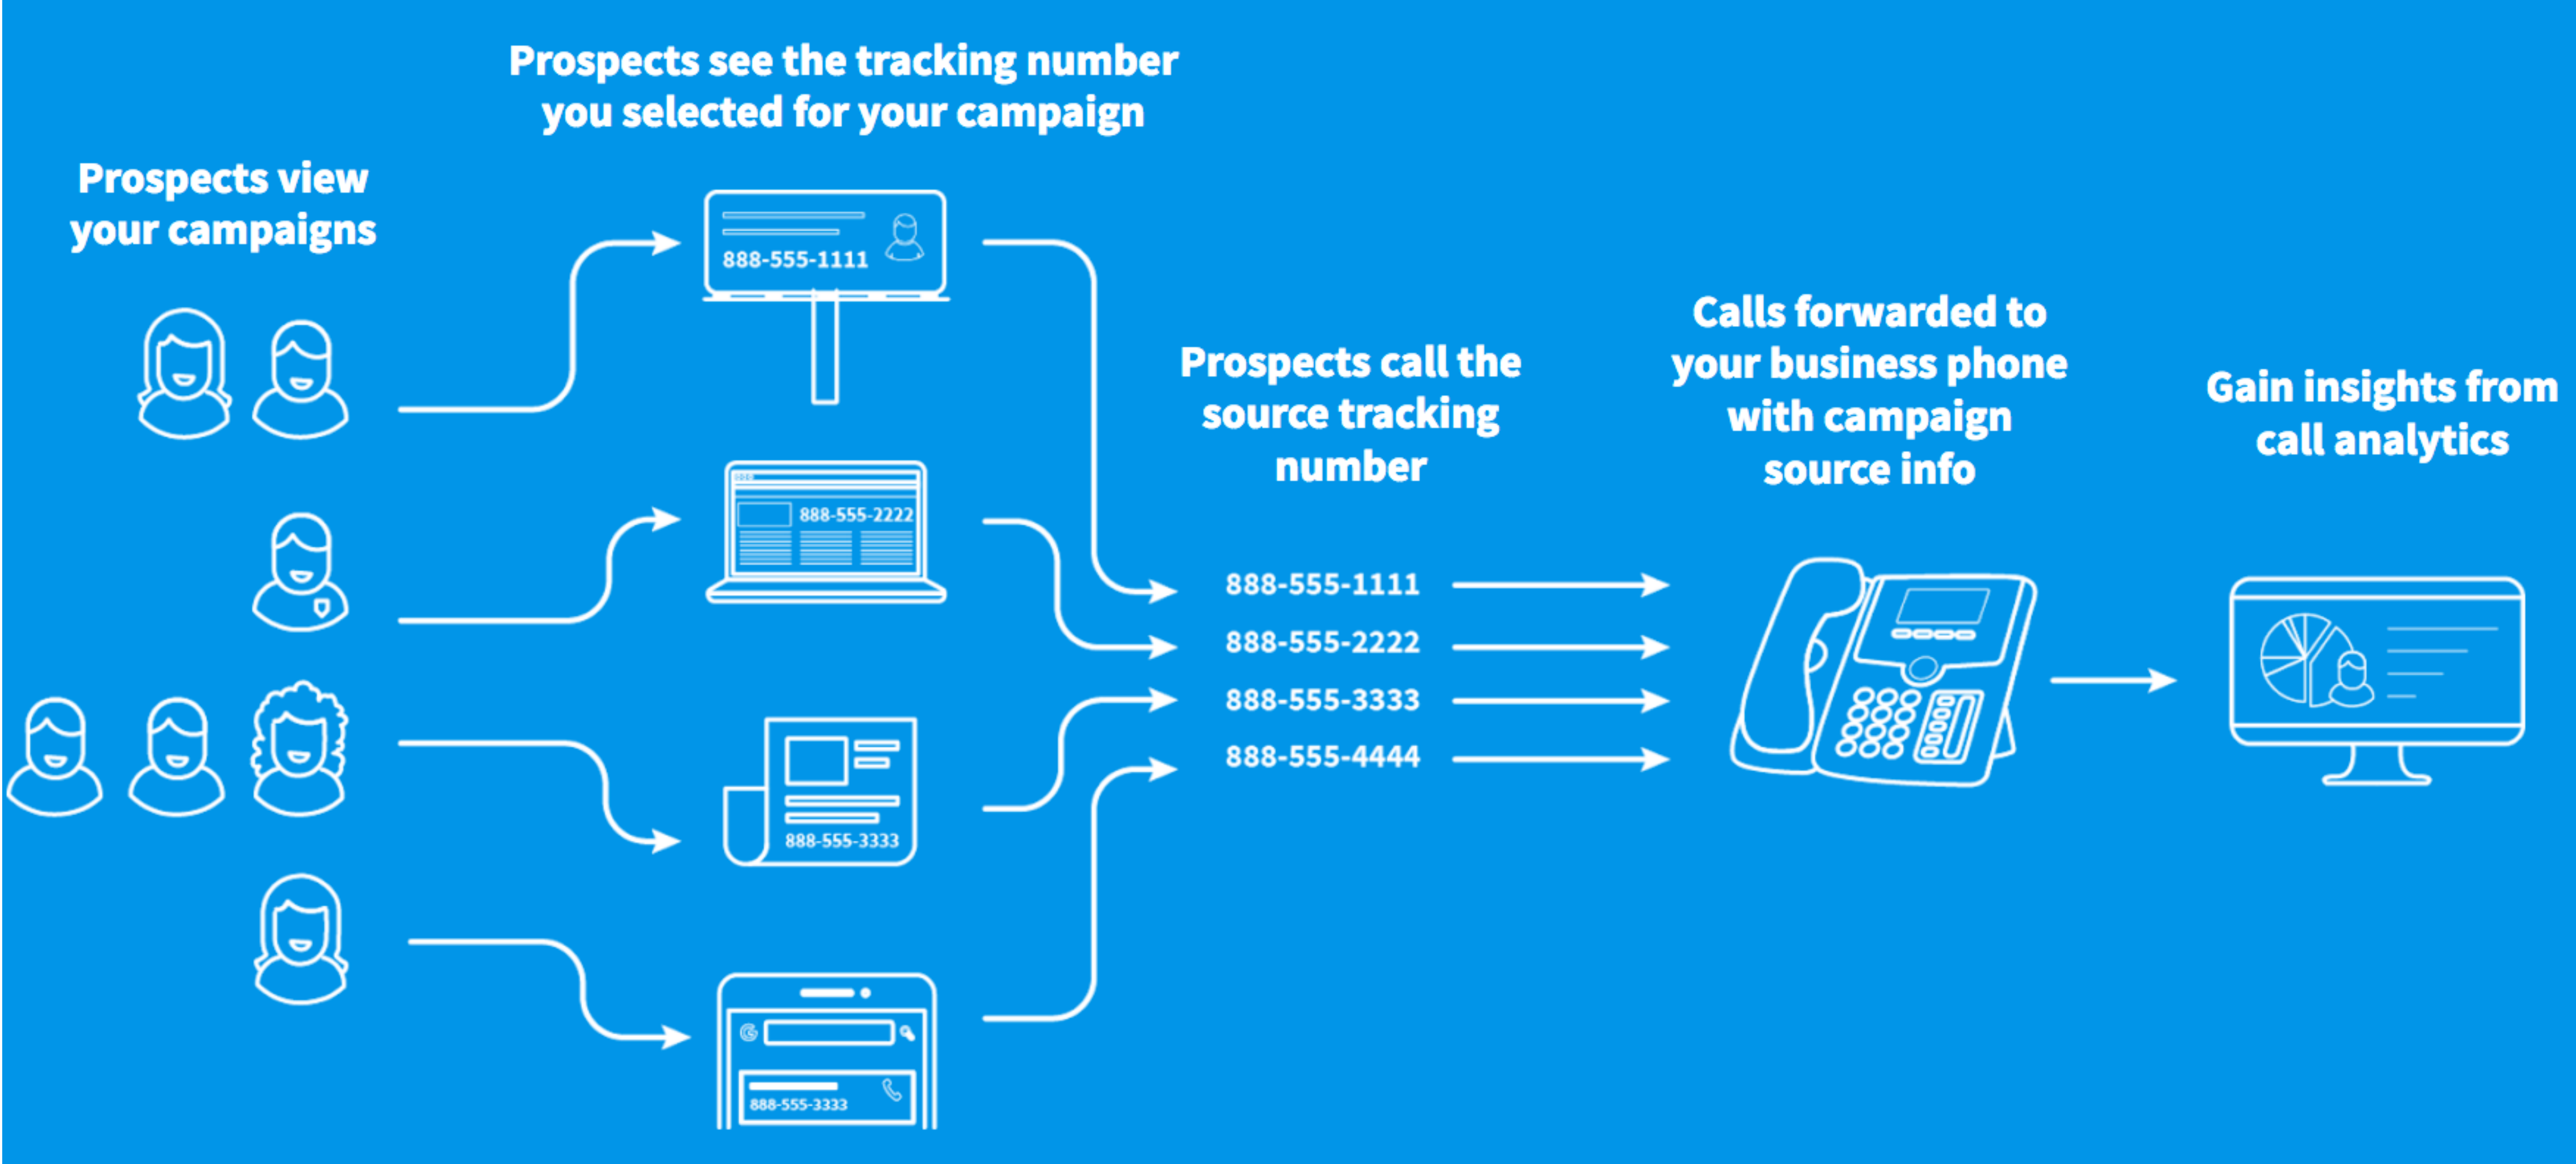 Prospects see the tracking number
you selected for your campaign
Prospects view
your campaigns
888-555-1111
888-555-2222
888-555-3333
888-555-3333
Prospects call the
source tracking
number
888-555-1111
888-555-2222
888-555-3333
888-555-4444
Calls forwarded to
your business phone
with campaign
source info
Gain insights from
call analytics